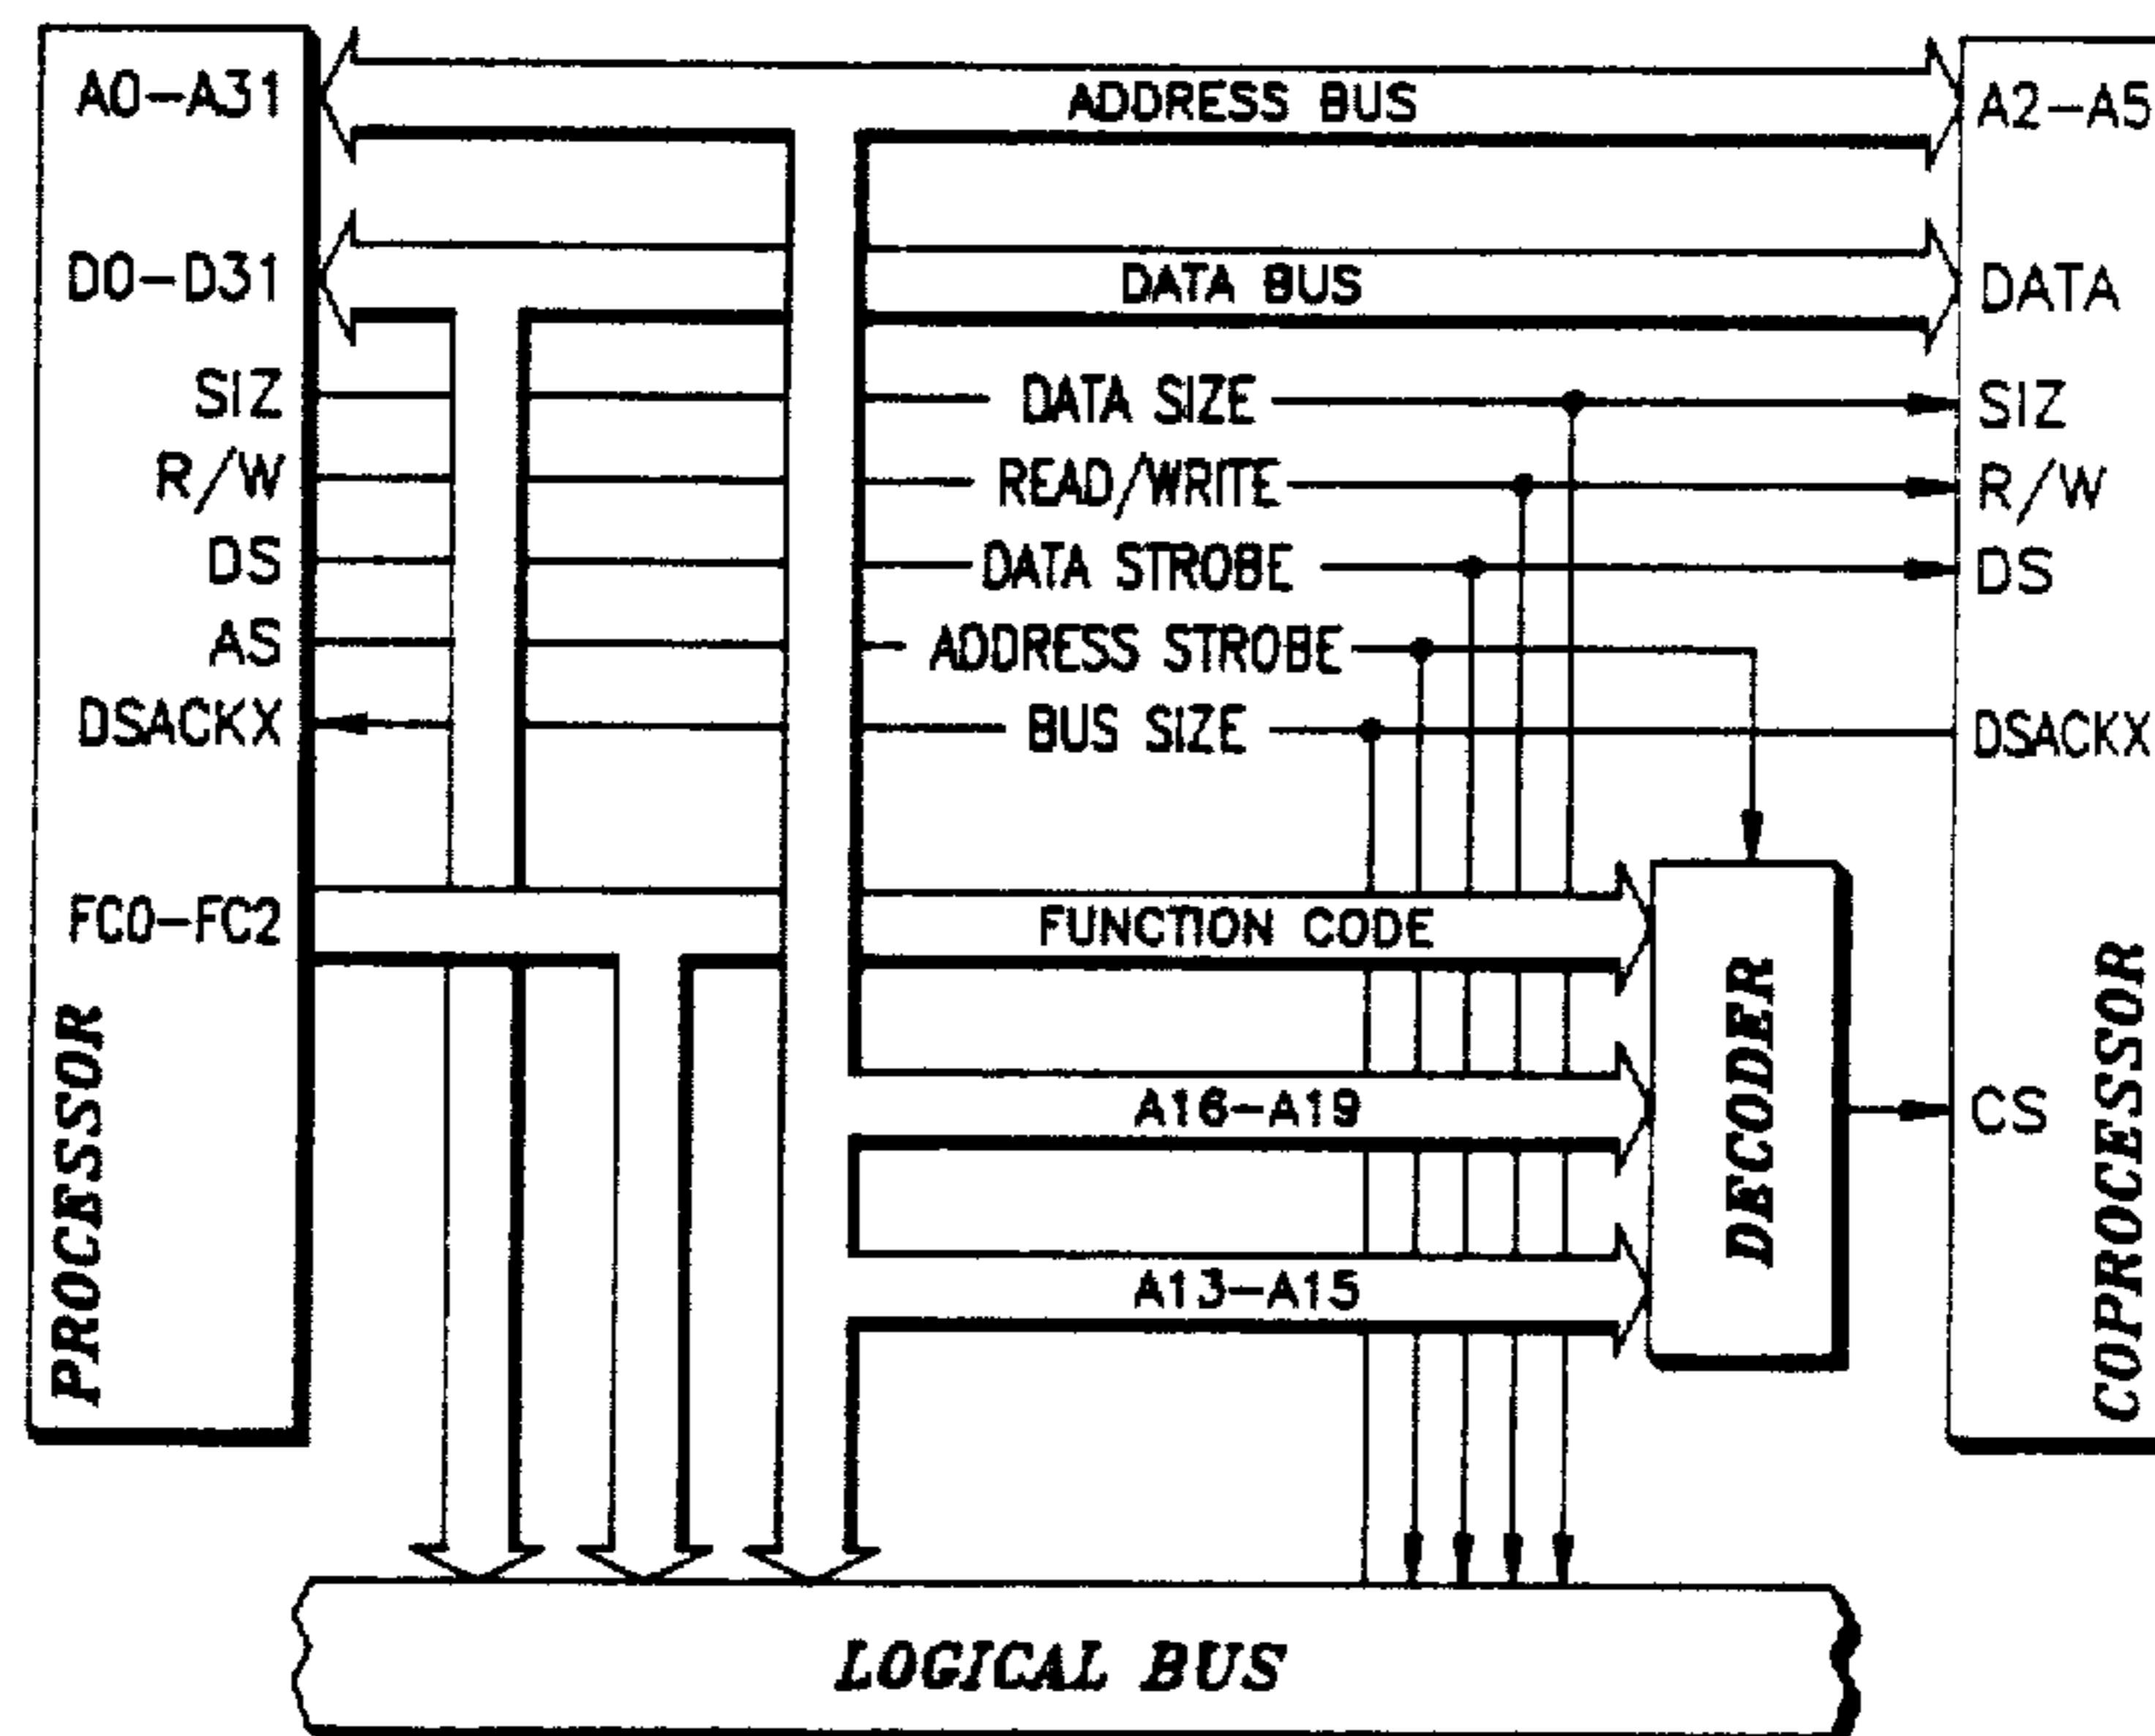 A0-A31 ADDRESS BUS A2-A5
D0-D31 DATA BUS DATA
SIZ DATA SIZE SIZ
R/W READ/WRITE R/W
DS DATA STROBE DS
AS ADDRESS STROBE
DSACKX BUS SIZE DSACKX
FC0-FC2 FUNCTION CODE
A16-A19 CS
A13-A15
PROCESSOR
DECODER
COPROCESSOR
LOGICAL BUS